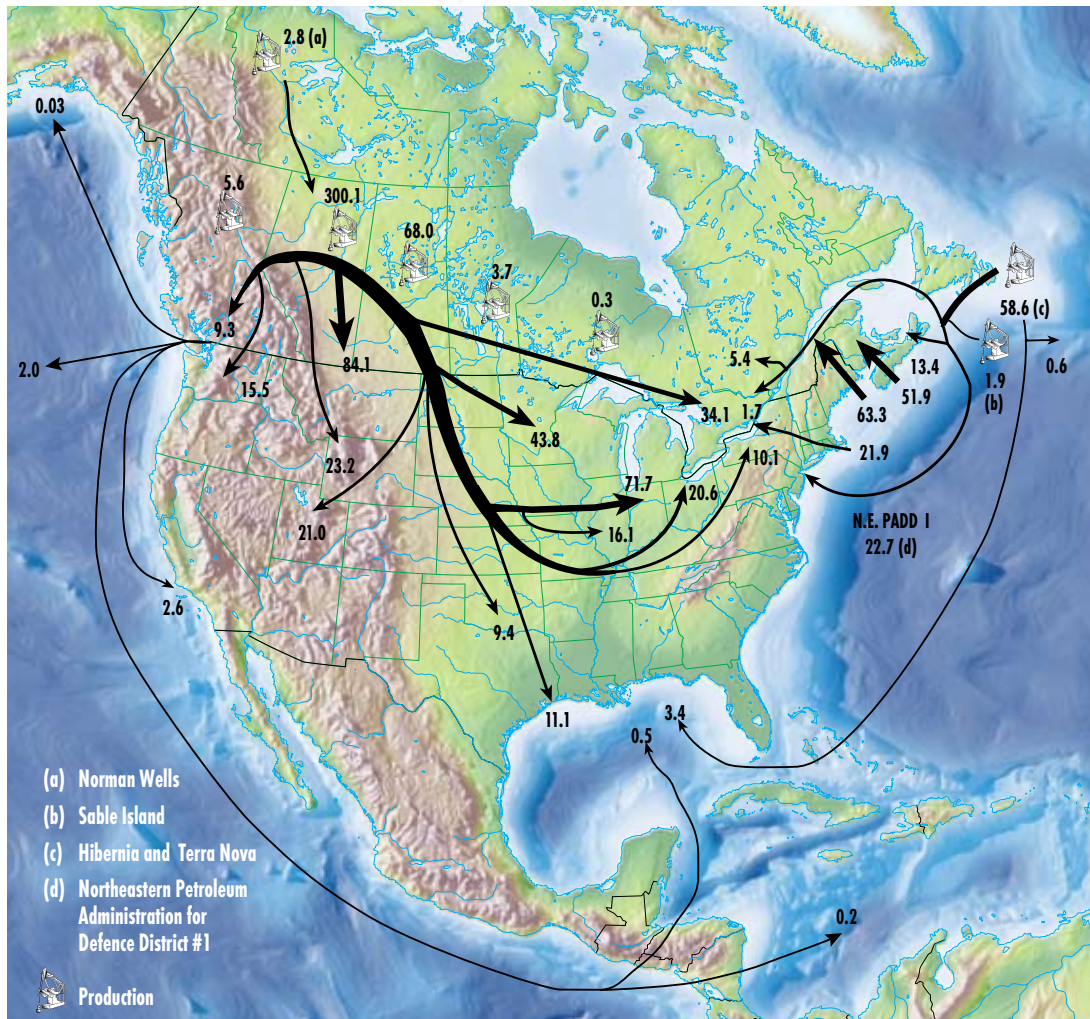 2.8 (a)
0.03
5.6
300.1
68.0
3.7
0.3
58.6 (c)
9.3
84.1
5.4
13.4
0.6
2.0
15.5
1.9
(b)
34.1
1.7
63.3
51.9
43.8
23.2
10.1
21.9
71.7
20.6
21.0
16.1
N.E. PADD I
22.7 (d)
2.6
9.4
11.1
3.4
0.5
(a) Norman Wells
(b) Sable Island
(c) Hibernia and Terra Nova
(d) Northeastern Petroleum
Administration for
Defence District #1
0.2
Production